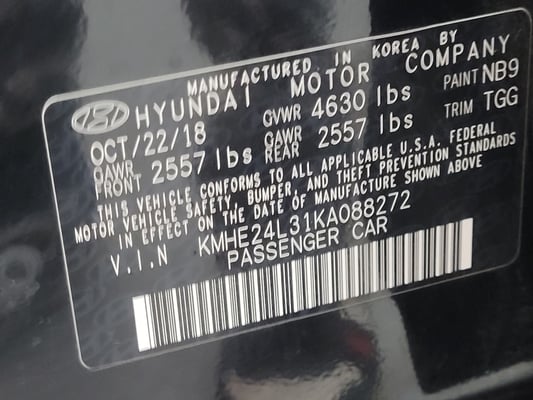 MANUFACTURED IN KOREA BY
HYUNDAI MOTOR COMPANY
OCT/22/18 GVWR 4630 lbs PAINT NB9
GAWR FRONT 2557 lbs GAWR REAR 2557 lbs TRIM TGG
THIS VEHICLE CONFORMS TO ALL APPLICABLE U.S.A. FEDERAL
MOTOR VEHICLE SAFETY, BUMPER, AND THEFT PREVENTION STANDARDS
IN EFFECT ON THE DATE OF MANUFACTURE SHOWN ABOVE
V.I.N KMHE24L31KA088272
PASSENGER CAR